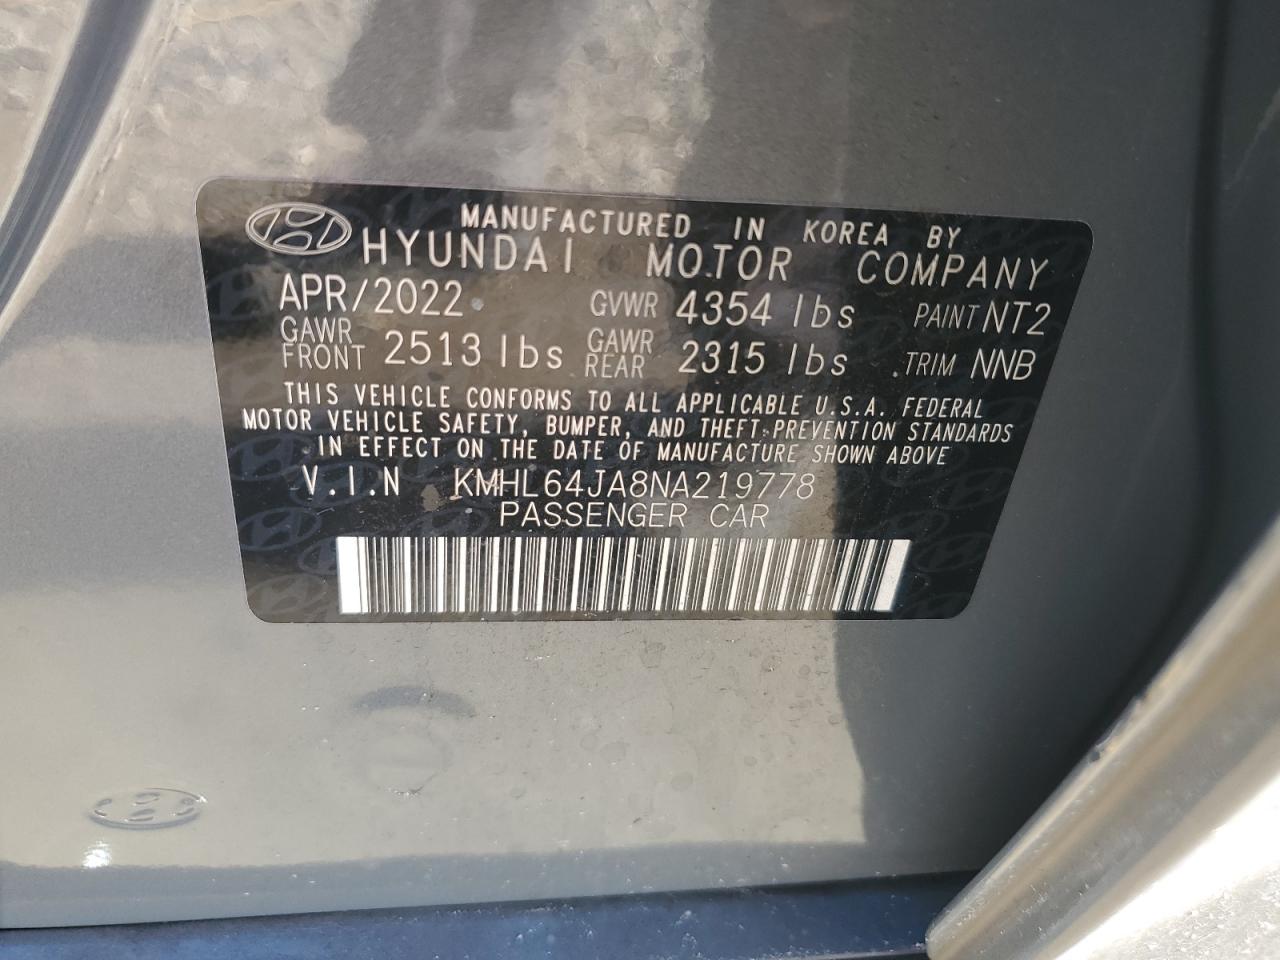 MANUFACTURED IN KOREA BY
HYUNDAI MOTOR COMPANY
APR/2022 GVWR 4354 lbs PAINT NT2
GAWR FRONT 2513 lbs GAWR REAR 2315 lbs TRIM NNB
THIS VEHICLE CONFORMS TO ALL APPLICABLE U.S.A. FEDERAL
MOTOR VEHICLE SAFETY, BUMPER, AND THEFT PREVENTION STANDARDS
IN EFFECT ON THE DATE OF MANUFACTURE SHOWN ABOVE
V.I.N KMHL64JA8NA219778
PASSENGER CAR